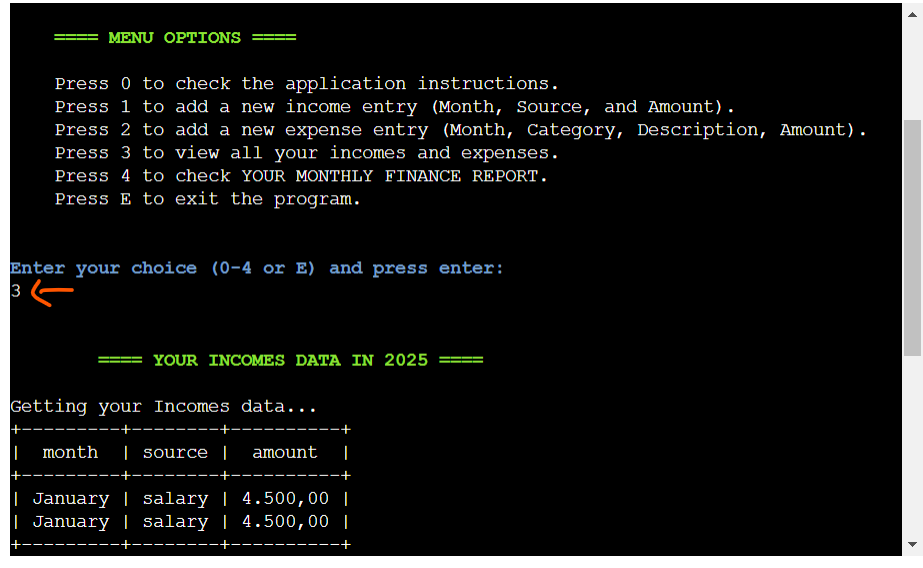 ==== MENU OPTIONS ====
Press 0 to check the application instructions.
Press 1 to add a new income entry (Month, Source, and Amount).
Press 2 to add a new expense entry (Month, Category, Description, Amount).
Press 3 to view all your incomes and expenses.
Press 4 to check YOUR MONTHLY FINANCE REPORT.
Press E to exit the program.
Enter your choice (0-4 or E) and press enter:
3
==== YOUR INCOMES DATA IN 2025 ====
Getting your Incomes data...
+---------+--------+----------+
|  month  | source |  amount  |
+---------+--------+----------+
| January | salary | 4.500,00 |
| January | salary | 4.500,00 |
+---------+--------+----------+